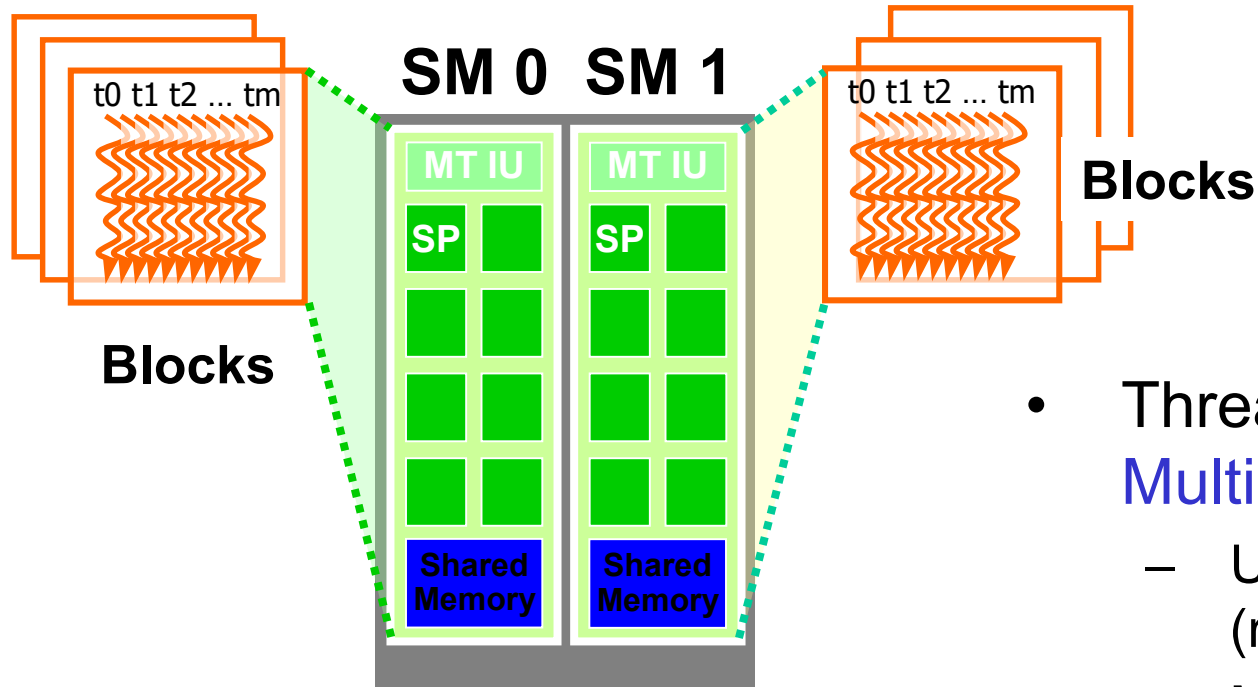 SM 0 SM 1
t0 t1 t2 … tm
t0 t1 t2 … tm
MT IU
MT IU
Blocks
SP
SP
Blocks
•
–
(
Shared
Memory
Shared
Memory